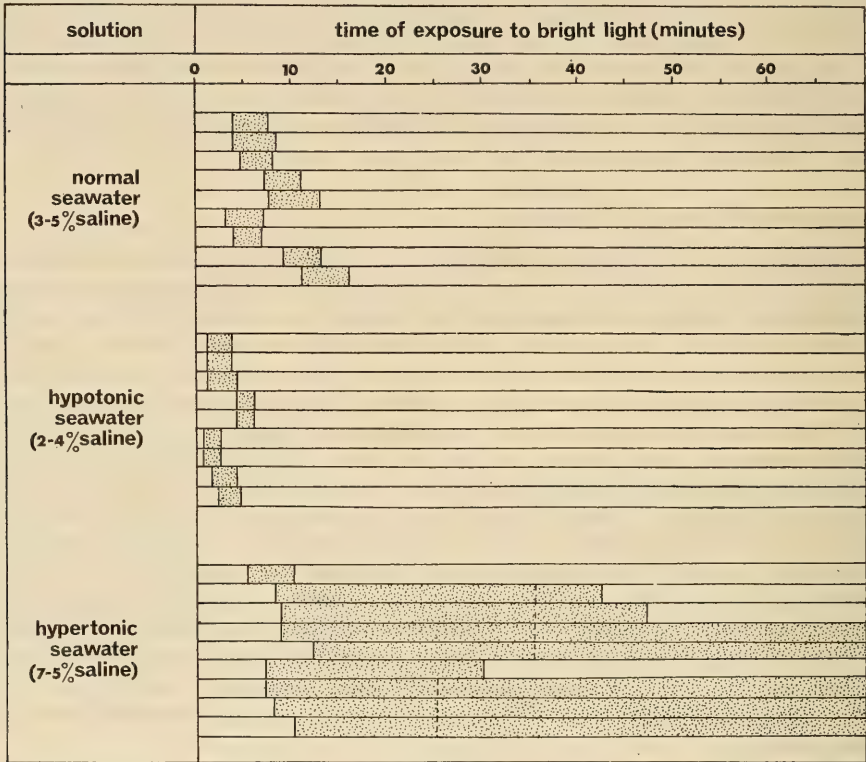 solution
time of exposure to bright light (minutes)
0 10 20 30 40 50 60
normal
seawater
(3-5% saline)
hypotonic
seawater
(2-4% saline)
hypertonic
seawater
(7-5% saline)